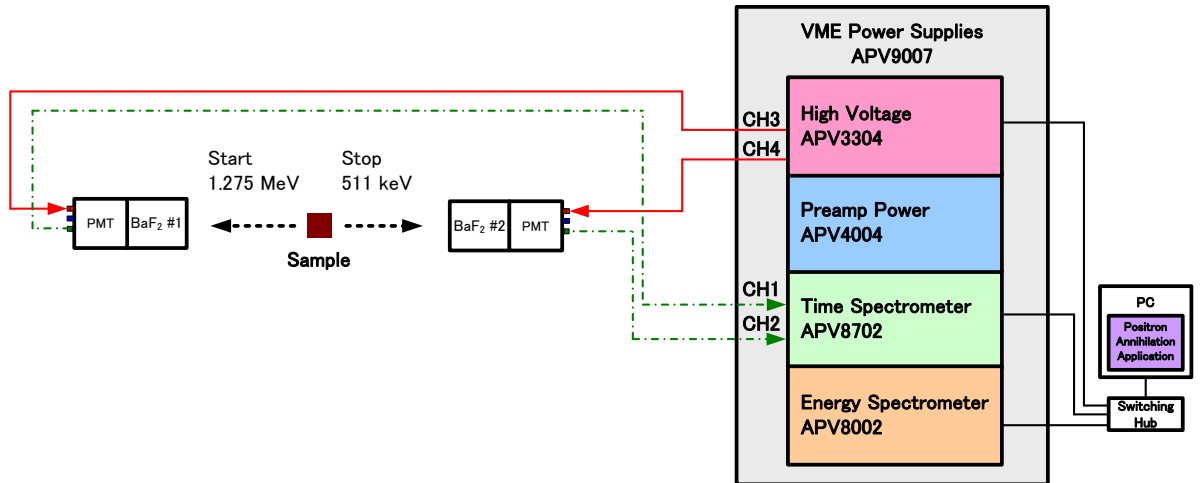 VME Power Supplies
APV9007
High Voltage
APV3304
CH3
CH4
Start
1.275 MeV
Stop
511 keV
PMT
BaF₂ #1
BaF₂ #2
PMT
Sample
Preamp Power
APV4004
CH1
CH2
Time Spectrometer
APV8702
Energy Spectrometer
APV8002
PC
Positron
Annihilation
Application
Switching
Hub